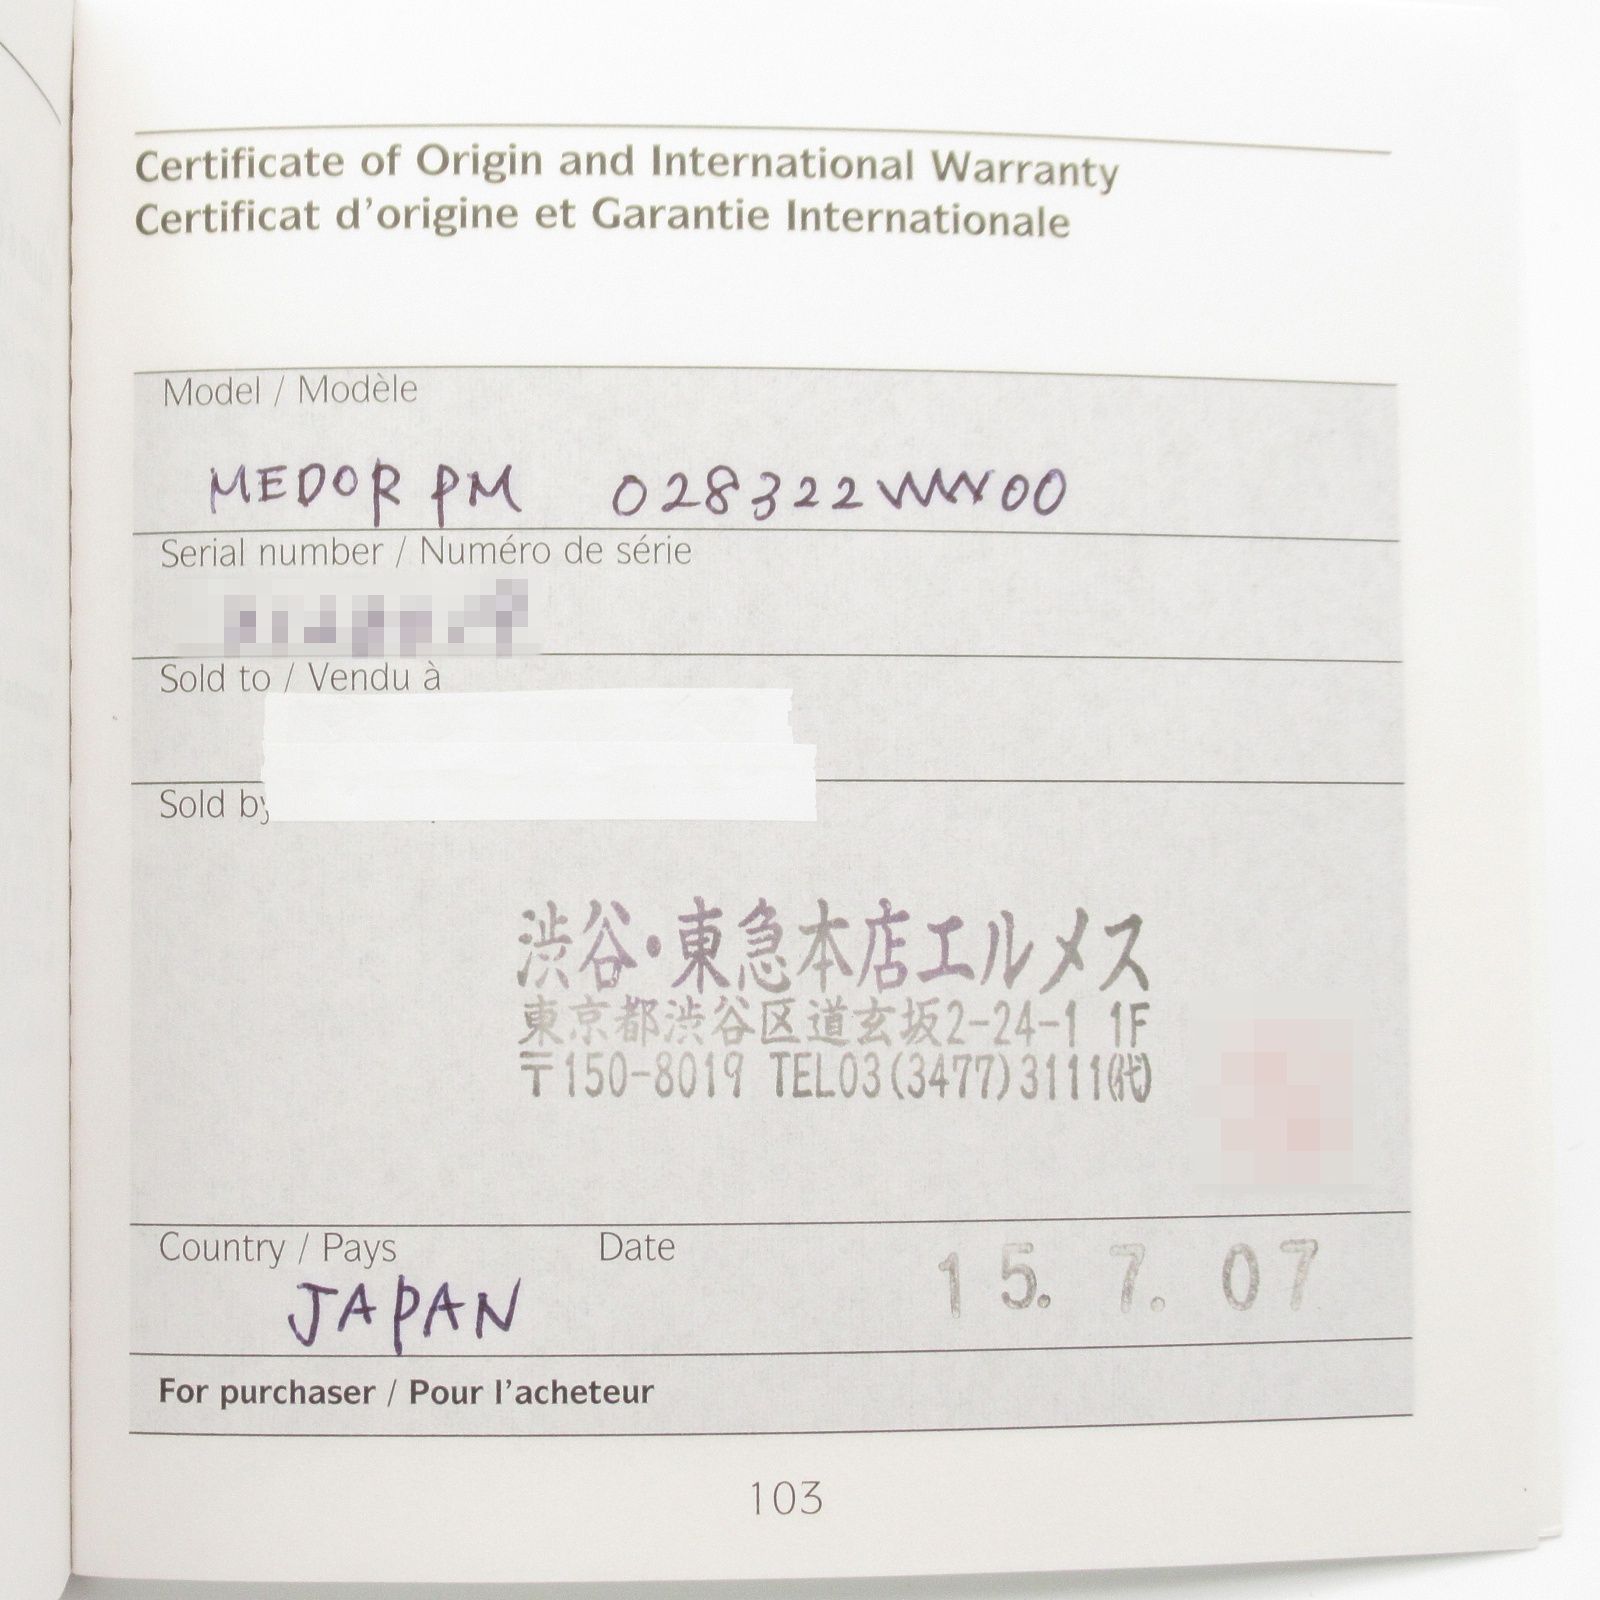 Certificate of Origin and International Warranty
Certificat d'origine et Garantie Internationale
Model / Modèle
MEDOR PM 028322WW00
Serial number / Numéro de série
Sold to / Vendu à
Sold by
渋谷・東急本店エルメス
東京都渋谷区道玄坂2-24-1 1F
〒150-8019 TEL03(3477)3111(代)
Country / Pays Date
JAPAN 15. 7. 07
For purchaser / Pour l'acheteur
103